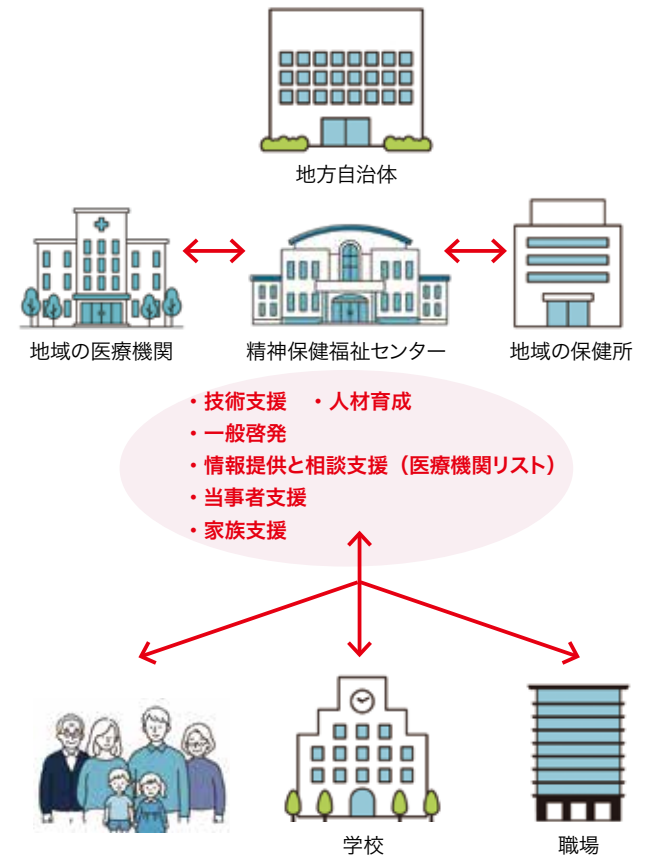 地方自治体
地域の医療機関
精神保健福祉センター
地域の保健所
・技術支援　・人材育成
・一般啓発
・情報提供と相談支援（医療機関リスト）
・当事者支援
・家族支援
学校
職場